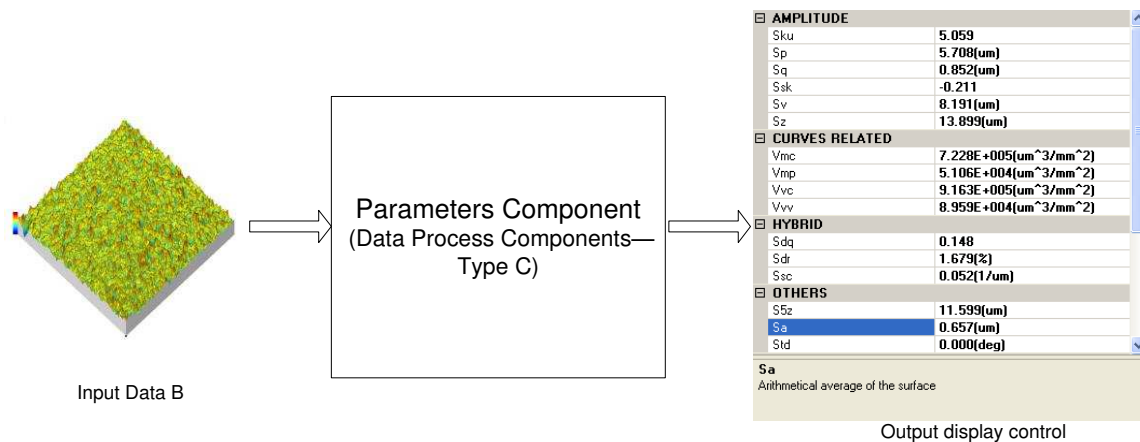 AMPLITUDE
Sku 5.059
Sp 5.708(um)
Sq 0.852(um)
Ssk -0.211
Sv 8.191(um)
Sz 13.899(um)
CURVES RELATED
Vmc 7.228E+005(um^3/mm^2)
Vmp 5.106E+004(um^3/mm^2)
Vvc 9.163E+005(um^3/mm^2)
Vvv 8.959E+004(um^3/mm^2)
HYBRID
Sdq 0.148
Sdr 1.679(%)
Ssc 0.052(1/um)
OTHERS
S5z 11.599(um)
Sa 0.657(um)
Std 0.000(deg)
Sa
Arithmetical average of the surface
Parameters Component
(Data Process Components—
Type C)
Input Data B
Output display control